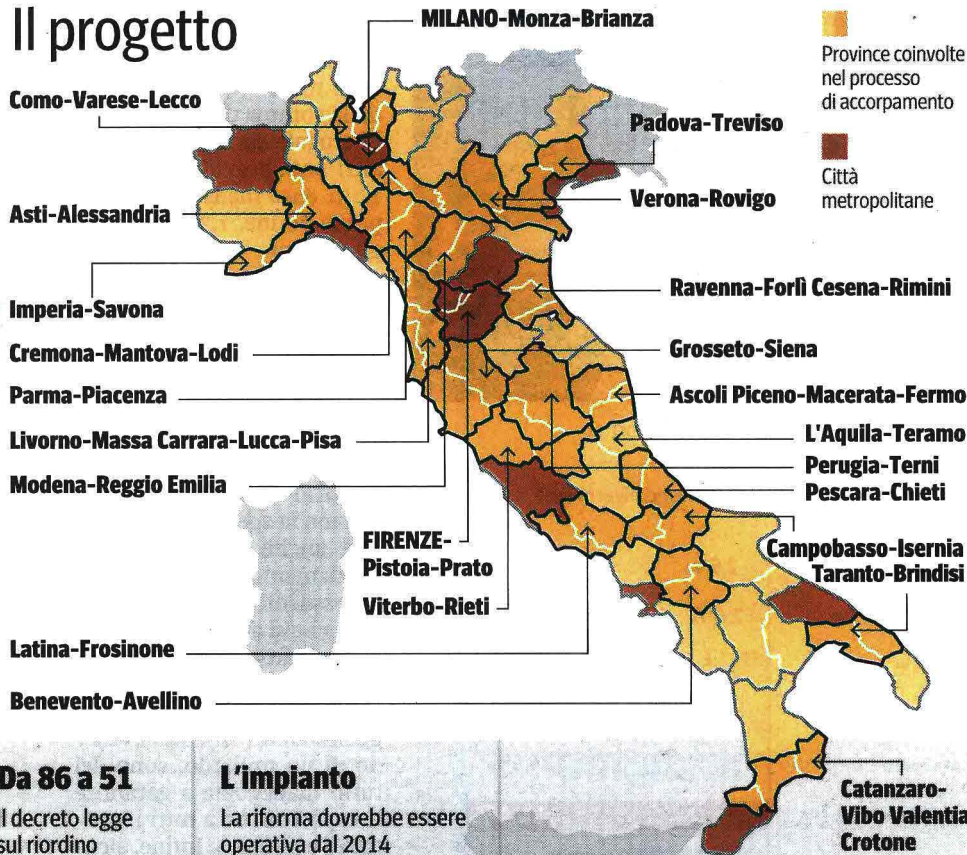 Il progetto
MILANO-Monza-Brianza
Province coinvolte
nel processo
di accorpamento
Città
metropolitane
Como-Varese-Lecco
Padova-Treviso
Verona-Rovigo
Asti-Alessandria
Imperia-Savona
Ravenna-Forlì Cesena-Rimini
Cremona-Mantova-Lodi
Grosseto-Siena
Parma-Piacenza
Ascoli Piceno-Macerata-Fermo
Livorno-Massa Carrara-Lucca-Pisa
L'Aquila-Teramo
Perugia-Terni
Modena-Reggio Emilia
Pescara-Chieti
FIRENZE-
Pistoia-Prato
Campobasso-Isernia
Taranto-Brindisi
Viterbo-Rieti
Latina-Frosinone
Benevento-Avellino
Catanzaro-
Vibo Valentia
Crotone
Da 86 a 51
Il decreto legge
sul riordino
L'impianto
La riforma dovrebbe essere
operativa dal 2014